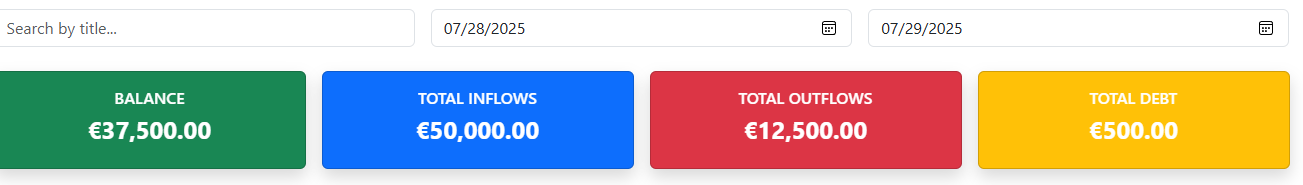 Search by title...
07/28/2025
07/29/2025
BALANCE
€37,500.00
TOTAL INFLOWS
€50,000.00
TOTAL OUTFLOWS
€12,500.00
TOTAL DEBT
€500.00